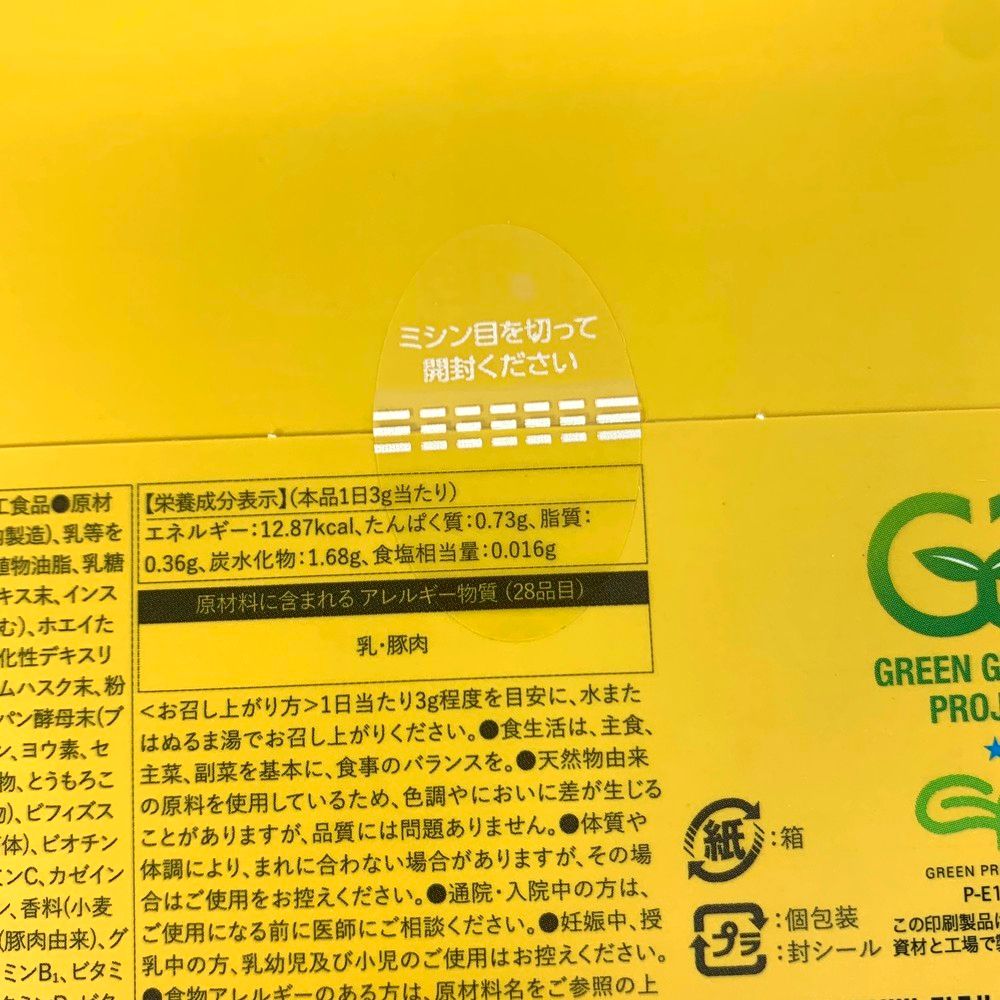 ミシン目を切って
開封ください
工食品●原材
製造)、乳等を
植物油脂、乳糖
キス末、インス
む)、ホエイた
化性デキスリ
ムハスク末、粉
パン酵母末(ブ
ン、ヨウ素、セ
物、とうもろこ
)、ビフィズス
体)、ビオチン
ンC、カゼイン
ン、香料(小麦
(豚肉由来)、グ
ミンB₁、ビタミ
【栄養成分表示】(本品1日3g当たり)
エネルギー:12.87kcal、たんぱく質:0.73g、脂質:
0.36g、炭水化物:1.68g、食塩相当量:0.016g
原材料に含まれる アレルギー物質 (28品目)
乳・豚肉
<お召し上がり方>1日当たり3g程度を目安に、水また
はぬるま湯でお召し上がりください。●食生活は、主食、
主菜、副菜を基本に、食事のバランスを。●天然物由来
の原料を使用しているため、色調やにおいに差が生じる
ことがありますが、品質には問題ありません。●体質や
体調により、まれに合わない場合がありますが、その場
合はご使用をお控えください。●通院・入院中の方は、
ご使用になる前に医師にご相談ください。●妊娠中、授
乳中の方、乳幼児及び小児のご使用はお控えください。
●食物アレルギーのある方は、原材料名をご参照の上
紙:箱
プラ:個包装
:封シール
GREEN G
PROJ
GREEN PR
P-E1
この印刷製品は
資材と工場で製